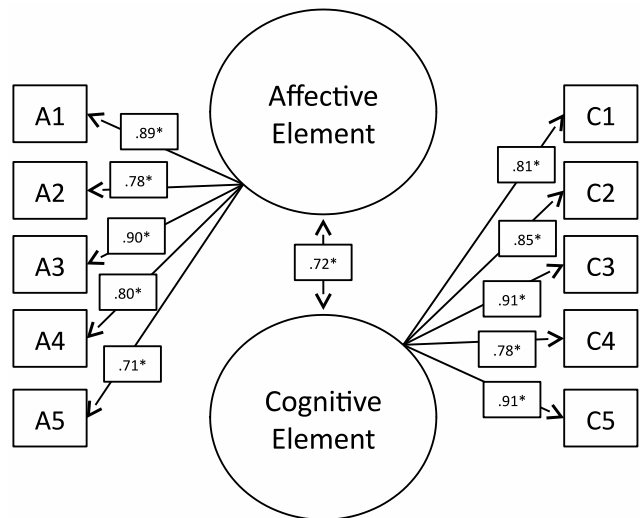 Affective
Element
A1
A2
A3
A4
A5
.89*
.78*
.90*
.80*
.71*
.72*
C1
C2
C3
C4
C5
.81*
.85*
.91*
.78*
.91*
Cognitive
Element